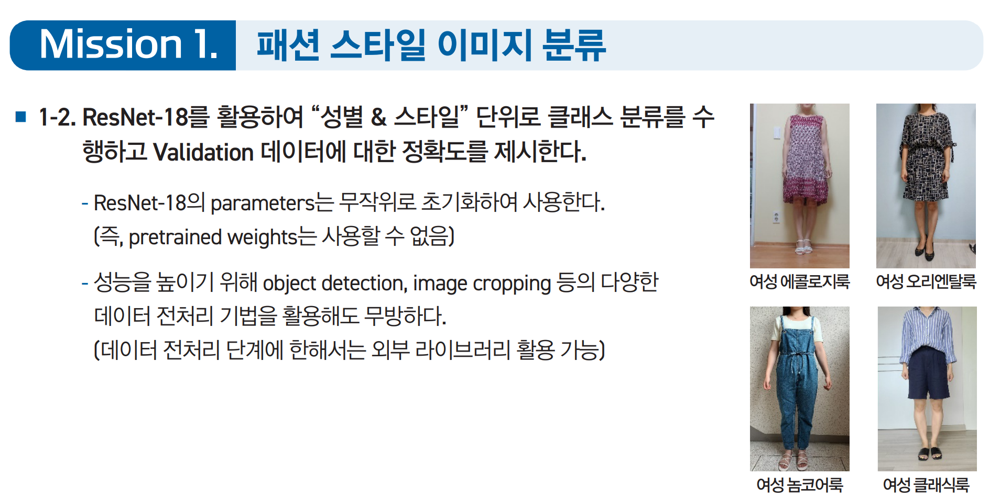 Mission 1. 패션 스타일 이미지 분류
1-2. ResNet-18를 활용하여 “성별 & 스타일” 단위로 클래스 분류를 수
행하고 Validation 데이터에 대한 정확도를 제시한다.
- ResNet-18의 parameters는 무작위로 초기화하여 사용한다.
(즉, pretrained weights는 사용할 수 없음)
- 성능을 높이기 위해 object detection, image cropping 등의 다양한
데이터 전처리 기법을 활용해도 무방하다.
(데이터 전처리 단계에 한해서는 외부 라이브러리 활용 가능)
여성 에콜로지룩
여성 오리엔탈룩
여성 놈코어룩
여성 클래식룩